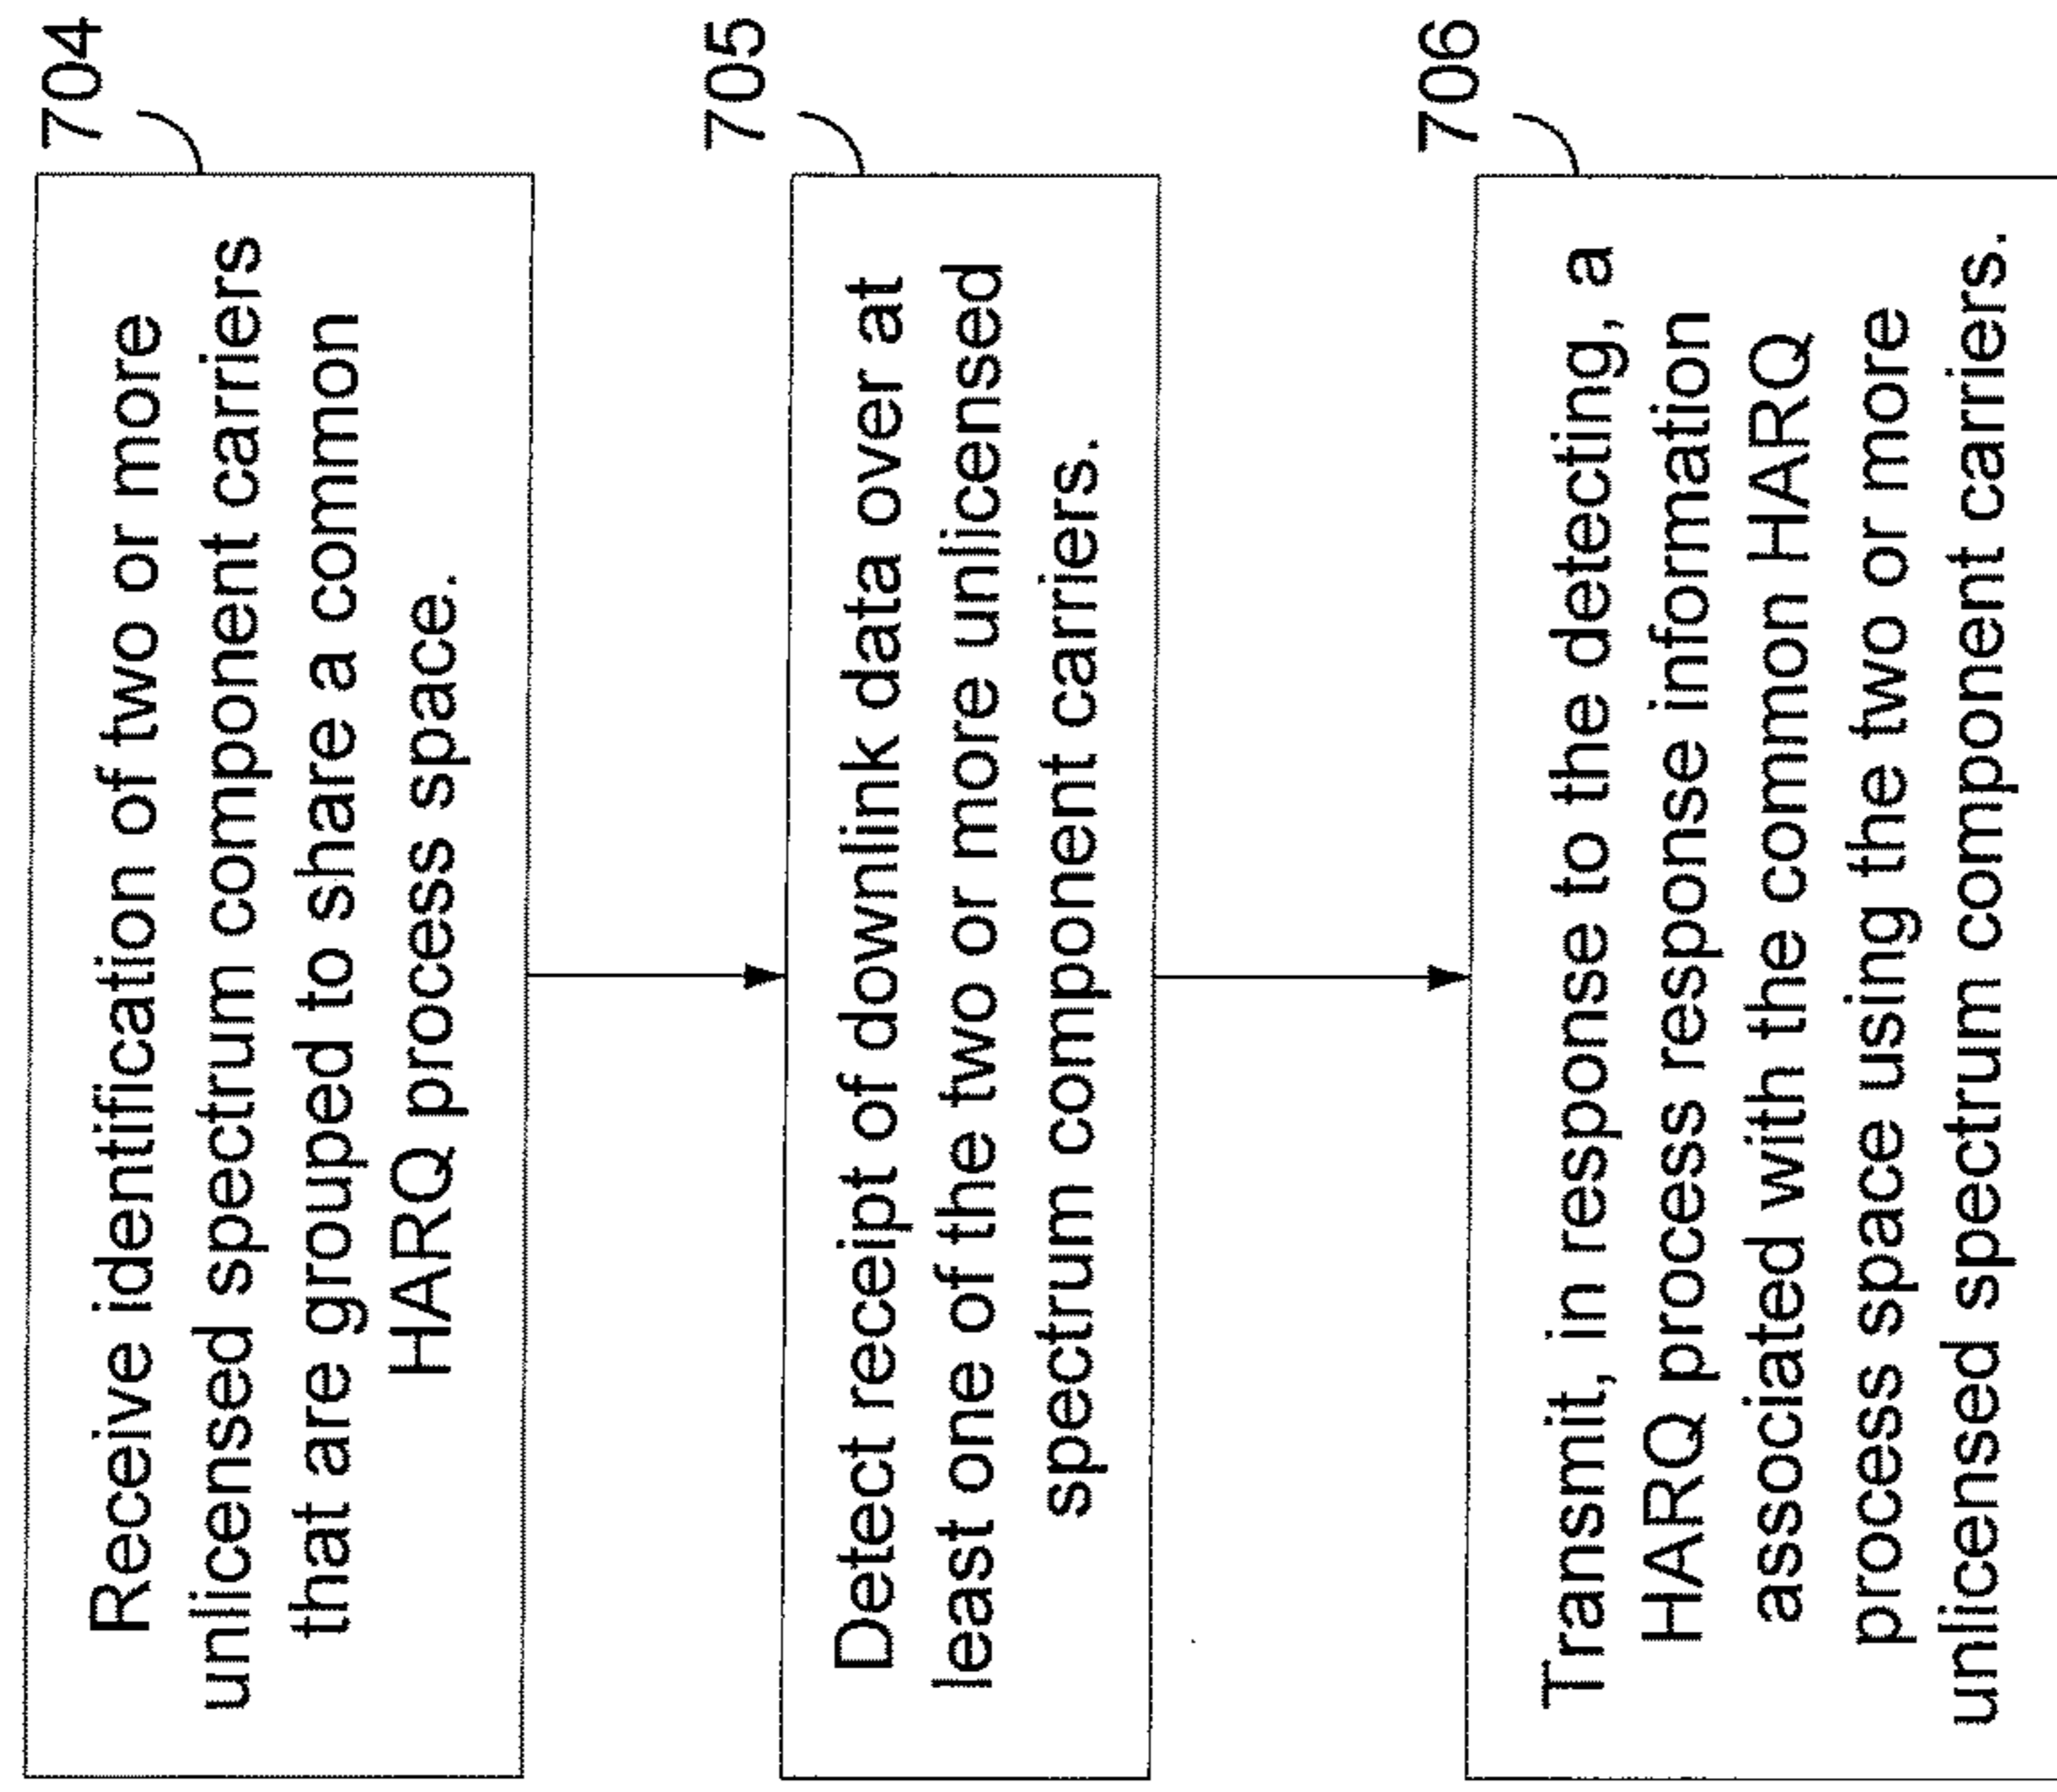 704
Receive identification of two or more
unlicensed spectrum component carriers
that are grouped to share a common
HARQ process space.
705
Detect receipt of downlink data over at
least one of the two or more unlicensed
spectrum component carriers.
706
Transmit, in response to the detecting, a
HARQ process response information
associated with the common HARQ
process space using the two or more
unlicensed spectrum component carriers.